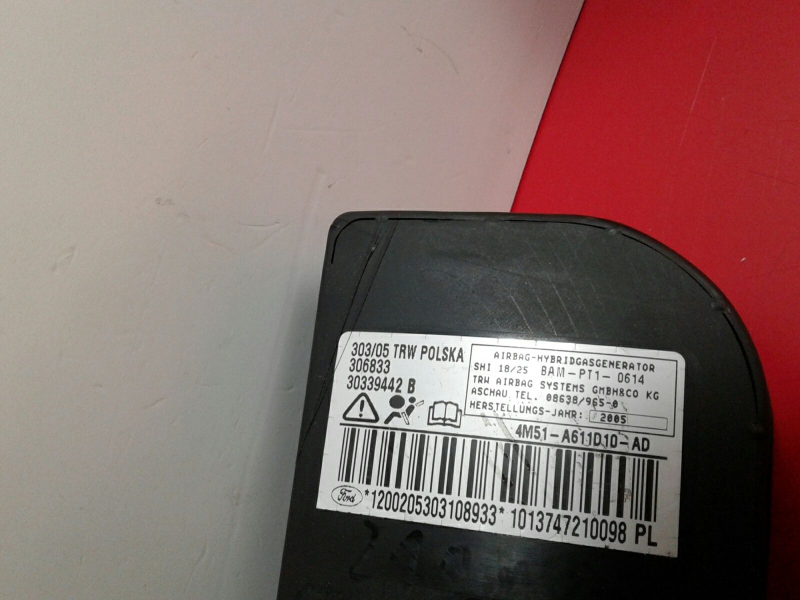 303/05 TRW POLSKA
306833
30339442 B
AIRBAG-HYBRIDGASGENERATOR
SHI 18/25 BAM-PT1-0614
TRW AIRBAG SYSTEMS GMBH&CO KG
ASCHAU TEL. 08638/965-0
HERSTELLUNGS-JAHR: 2005
4M51-A611D10-AD
Ford *1200205303108933* 1013747210098 PL